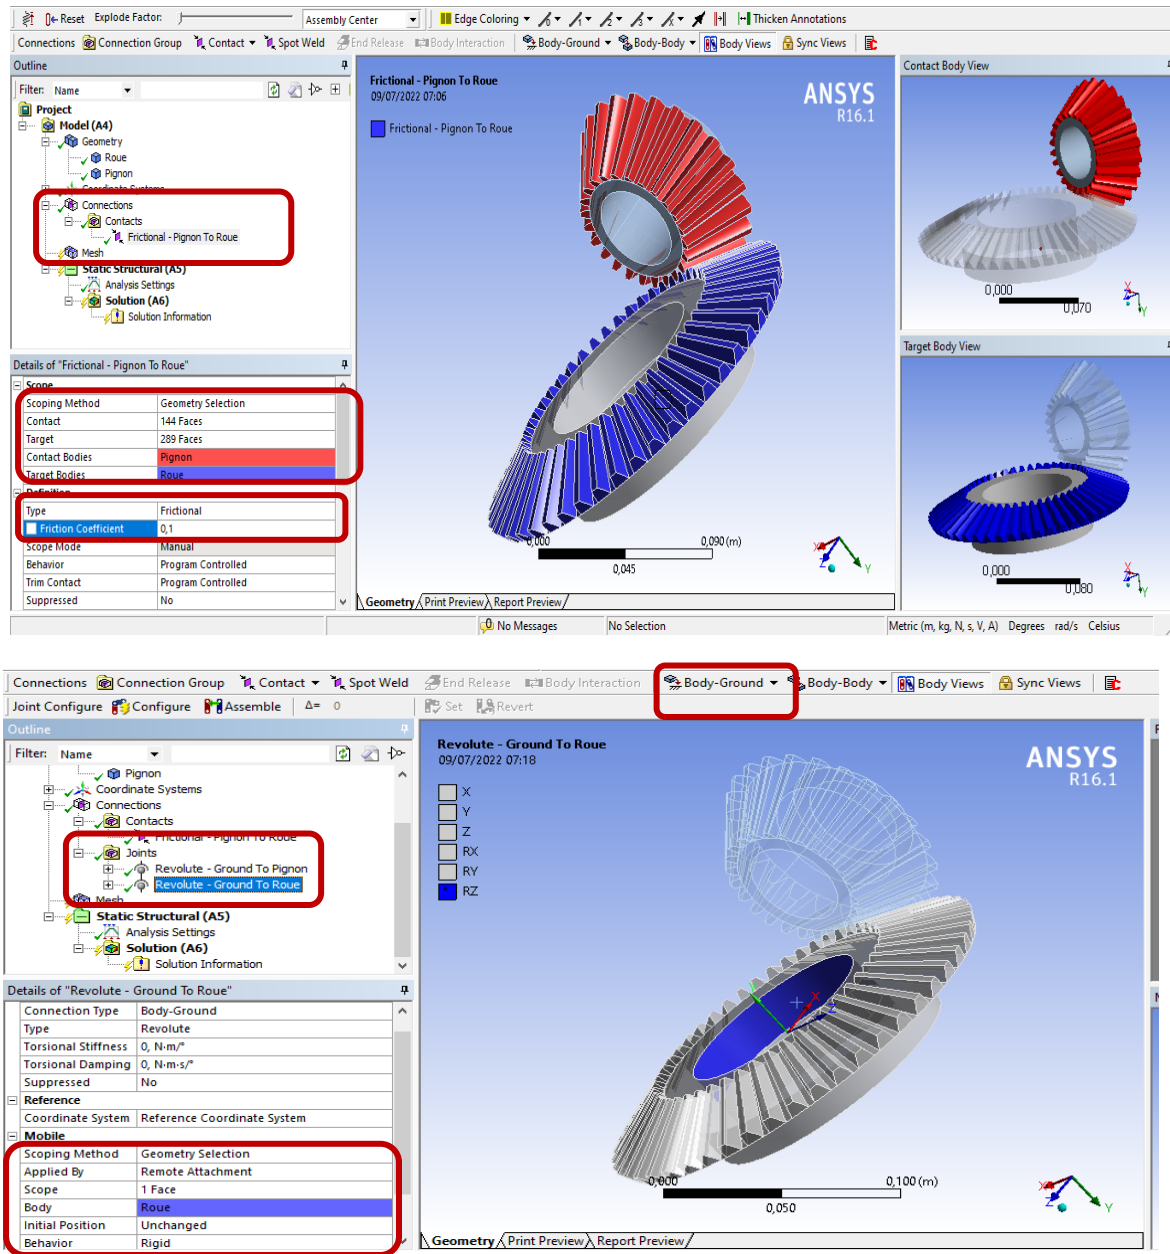 Reset Explode Factor: Assembly Center Edge Coloring Thicken Annotations
Connections Connection Group Contact Spot Weld End Release Body Interaction Body-Ground Body-Body Body Views Sync Views
Outline
Filter: Name
Project
Model (A4)
Geometry
Roue
Pignon
Coordinate Systems
Connections
Contacts
Frictional - Pignon To Roue
Mesh
Static Structural (A5)
Analysis Settings
Solution (A6)
Solution Information
Details of "Frictional - Pignon To Roue"
Scope
Scoping Method Geometry Selection
Contact 144 Faces
Target 289 Faces
Contact Bodies Pignon
Target Bodies Roue
Definition
Type Frictional
Friction Coefficient 0,1
Scope Mode Manual
Behavior Program Controlled
Trim Contact Program Controlled
Suppressed No
Frictional - Pignon To Roue
09/07/2022 07:06
Frictional - Pignon To Roue
ANSYS
R16.1
0,000 0,090 (m)
0,045
X
Z
Y
Geometry Print Preview Report Preview
Contact Body View
0,000
0,070
X
Z
Y
Target Body View
0,000
0,080
X
Z
Y
No Messages No Selection Metric (m, kg, N, s, V, A) Degrees rad/s Celsius
Connections Connection Group Contact Spot Weld End Release Body Interaction Body-Ground Body-Body Body Views Sync Views
Joint Configure Configure Assemble Δ= 0 Set Revert
Outline
Filter: Name
Pignon
Coordinate Systems
Connections
Contacts
Frictional - Pignon To Roue
Joints
Revolute - Ground To Pignon
Revolute - Ground To Roue
Mesh
Static Structural (A5)
Analysis Settings
Solution (A6)
Solution Information
Details of "Revolute - Ground To Roue"
Connection Type Body-Ground
Type Revolute
Torsional Stiffness 0, N·m/°
Torsional Damping 0, N·m·s/°
Suppressed No
Reference
Coordinate System Reference Coordinate System
Mobile
Scoping Method Geometry Selection
Applied By Remote Attachment
Scope 1 Face
Body Roue
Initial Position Unchanged
Behavior Rigid
Revolute - Ground To Roue
09/07/2022 07:18
X
Y
Z
RX
RY
RZ
ANSYS
R16.1
Y
X
Z
0,000 0,100 (m)
0,050
X
Z
Y
Geometry Print Preview Report Preview